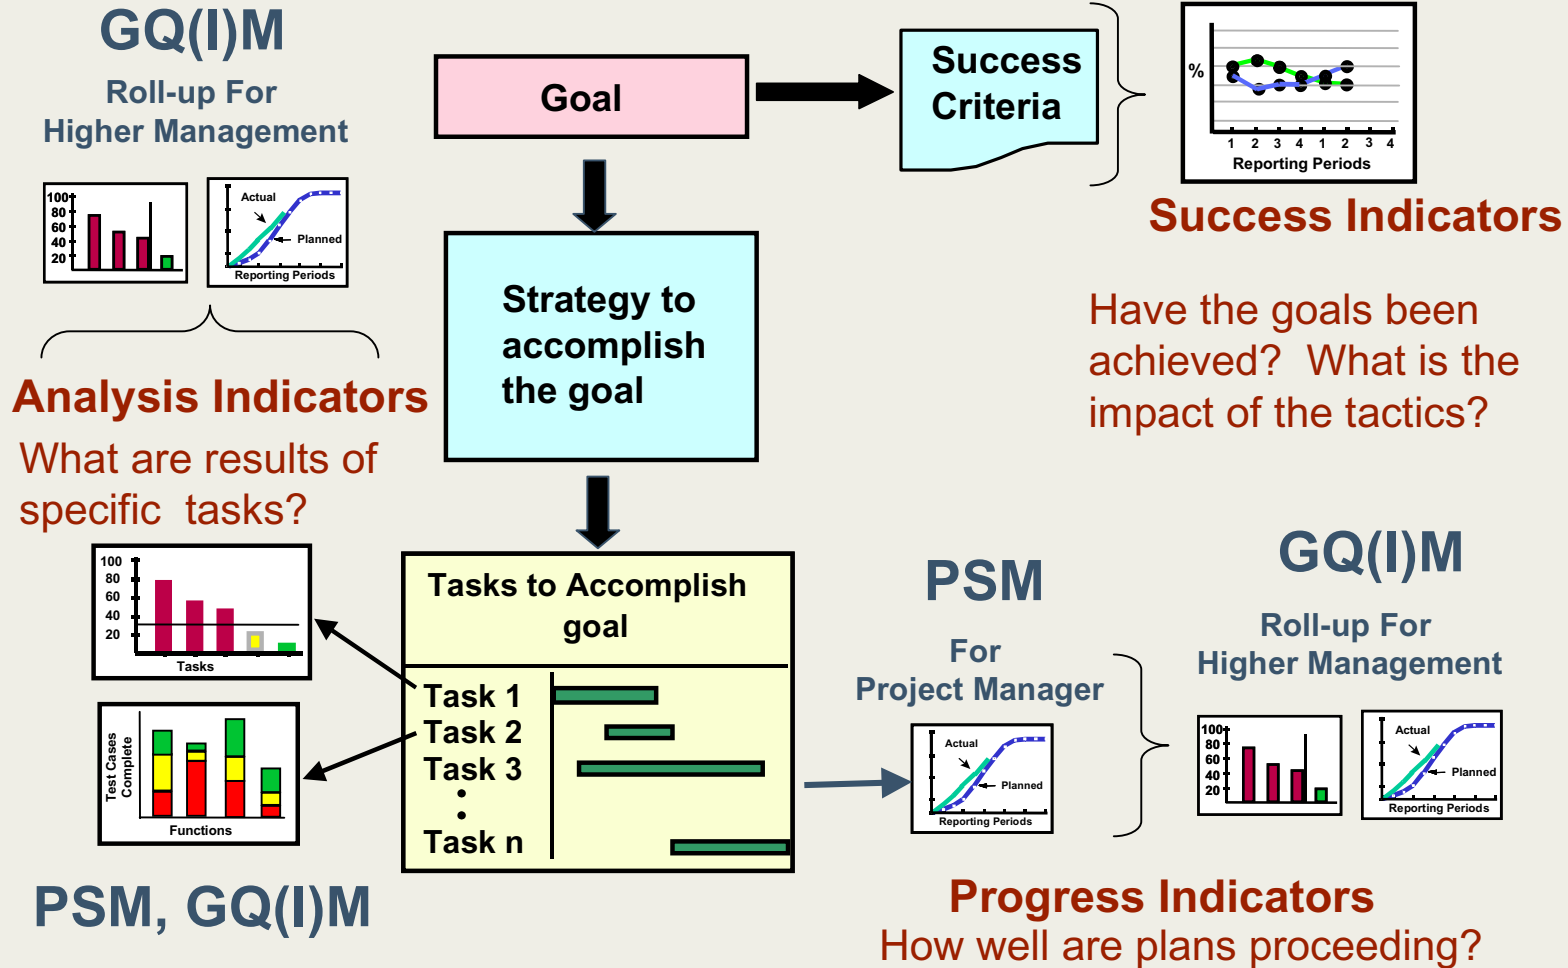 GQ(I)M
Roll-up For
Higher Management
100
80
60
40
20
Actual
Planned
Reporting Periods
Analysis Indicators
What are results of
specific tasks?
100
80
60
40
20
Tasks
Test Cases
Complete
Functions
PSM, GQ(I)M
Goal
Strategy to
accomplish
the goal
Tasks to Accomplish
goal
Task 1
Task 2
Task 3
Task n
Success
Criteria
%
1 2 3 4 1 2 3 4
Reporting Periods
Success Indicators
Have the goals been
achieved? What is the
impact of the tactics?
PSM
For
Project Manager
Actual
Planned
Reporting Periods
GQ(I)M
Roll-up For
Higher Management
100
80
60
40
20
Actual
Planned
Reporting Periods
Progress Indicators
How well are plans proceeding?